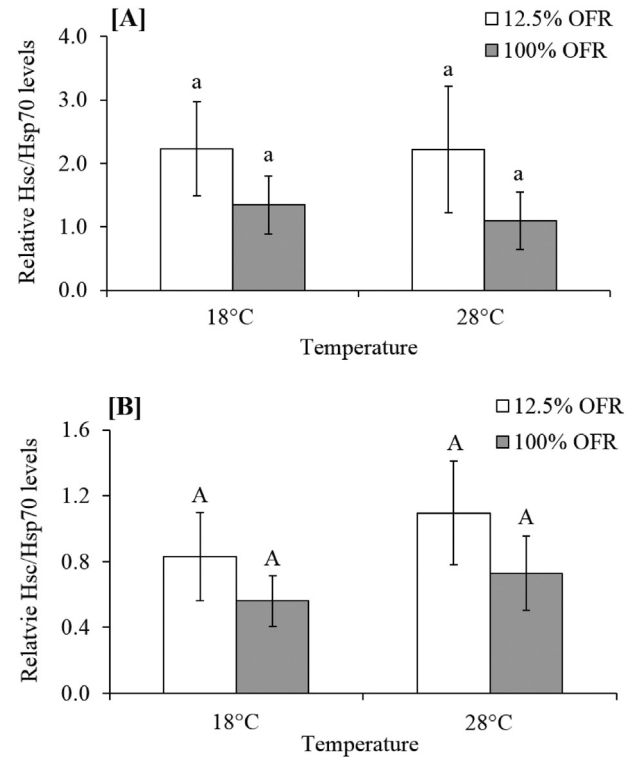 [A]
12.5% OFR
100% OFR
Relative Hsc/Hsp70 levels
4.0
3.0
2.0
1.0
0.0
a
a
a
a
18°C
28°C
Temperature
[B]
12.5% OFR
100% OFR
Relatvie Hsc/Hsp70 levels
1.6
1.2
0.8
0.4
0.0
A
A
A
A
18°C
28°C
Temperature